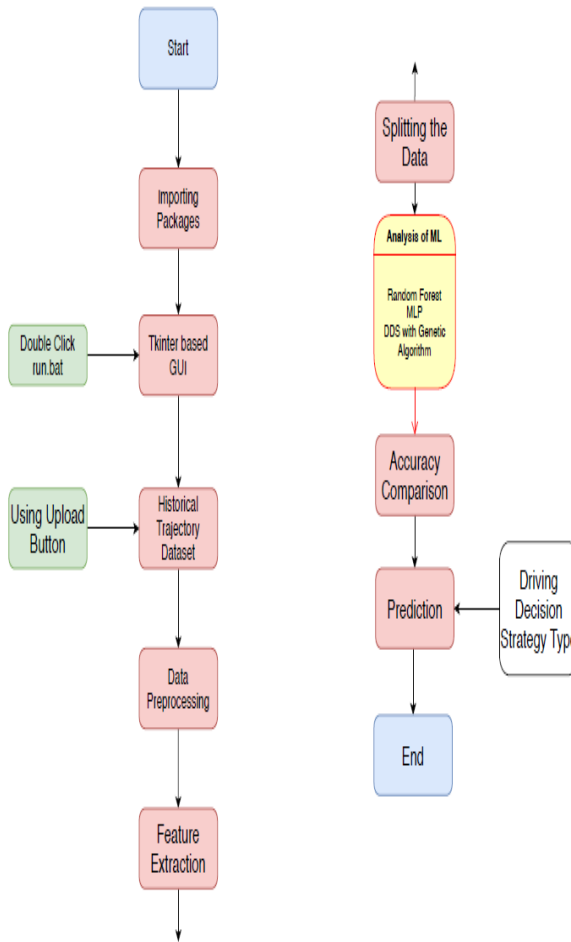 Start
Importing
Packages
Double Click
run.bat
Tkinter based
GUI
Using Upload
Button
Historical
Trajectory
Dataset
Data
Preprocessing
Feature
Extraction
Splitting the
Data
Analysis of ML
Random Forest
MLP
DDS with Genetic
Algorithm
Accuracy
Comparison
Prediction
Driving
Decision
Strategy Type
End